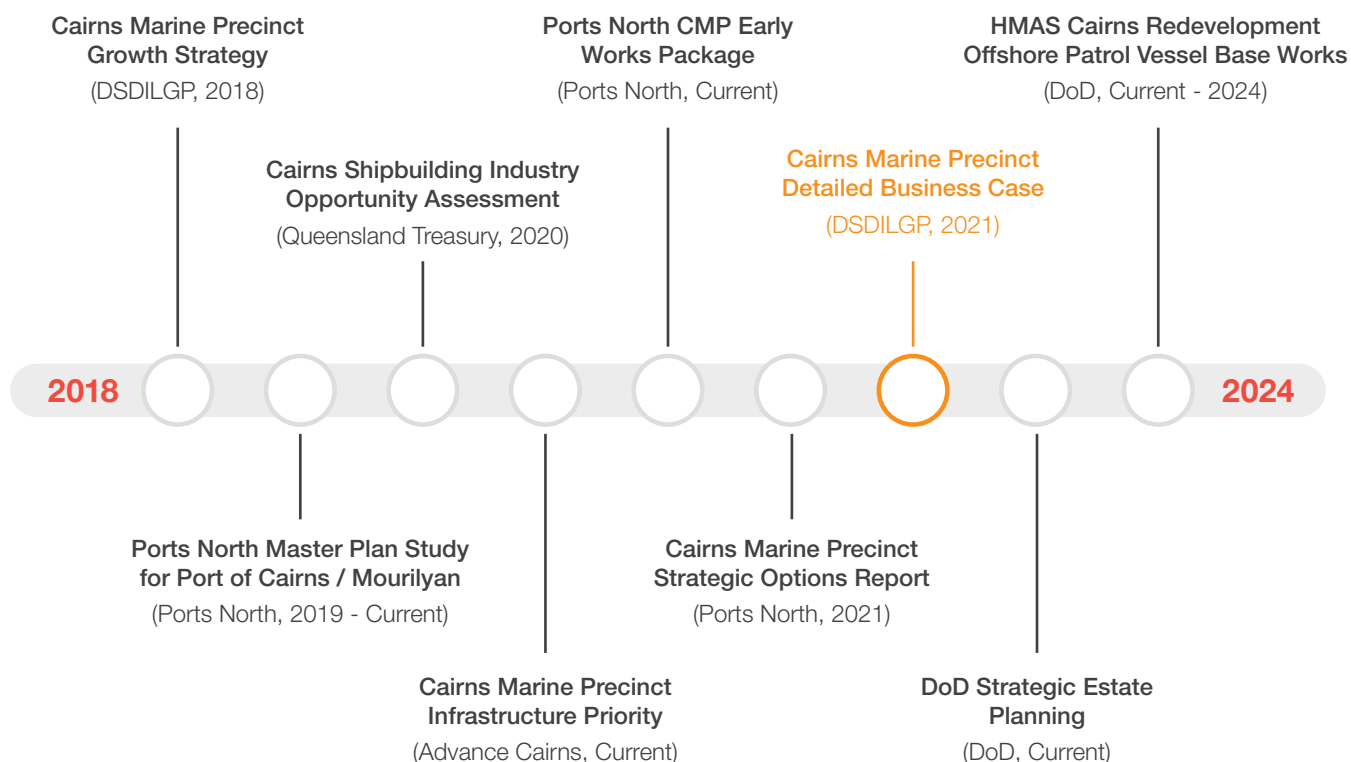 Cairns Marine Precinct
Growth Strategy
(DSDILGP, 2018)
Ports North CMP Early
Works Package
(Ports North, Current)
HMAS Cairns Redevelopment
Offshore Patrol Vessel Base Works
(DoD, Current - 2024)
Cairns Shipbuilding Industry
Opportunity Assessment
(Queensland Treasury, 2020)
Cairns Marine Precinct
Detailed Business Case
(DSDILGP, 2021)
2018
2024
Ports North Master Plan Study
for Port of Cairns / Mourilyan
(Ports North, 2019 - Current)
Cairns Marine Precinct
Strategic Options Report
(Ports North, 2021)
Cairns Marine Precinct
Infrastructure Priority
(Advance Cairns, Current)
DoD Strategic Estate
Planning
(DoD, Current)